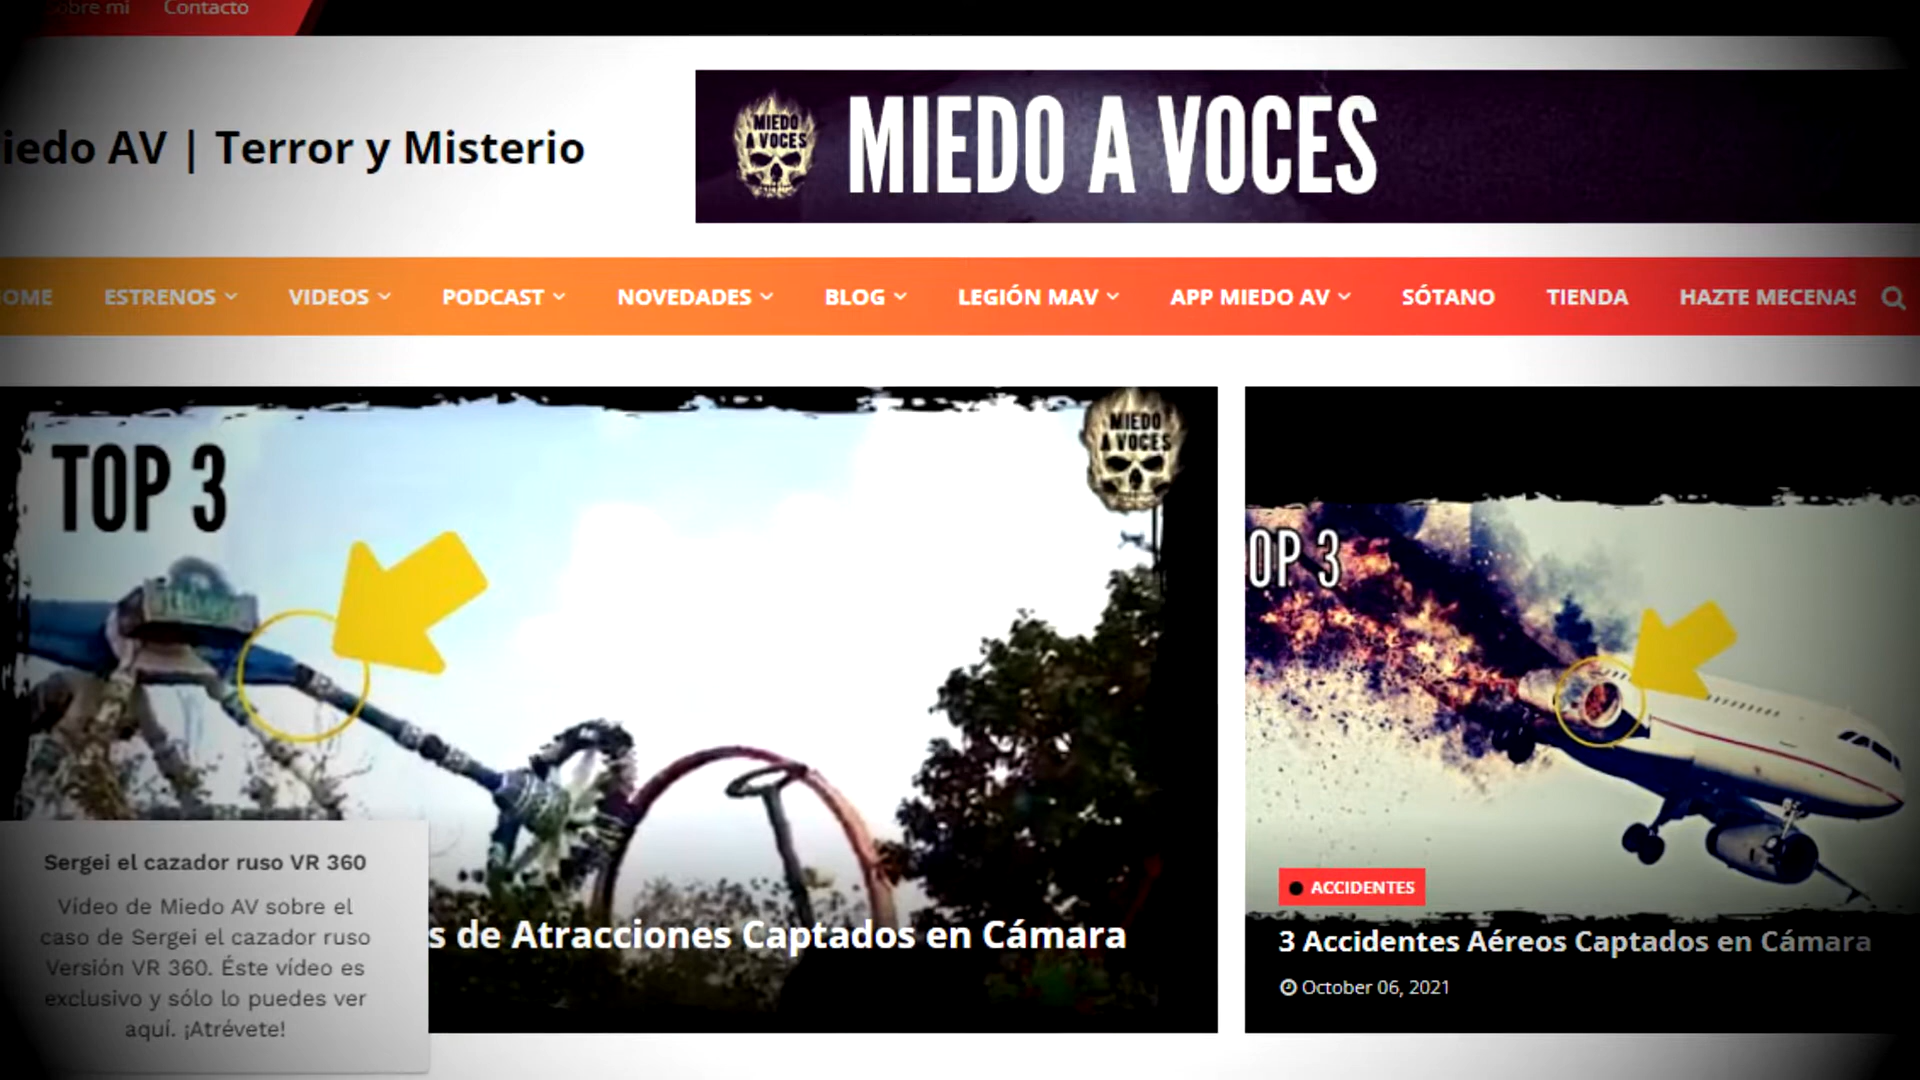 Contacto
AV | Terror y Misterio
MIEDO
A VOCES
MIEDO A VOCES
ESTRENOS
VIDEOS
PODCAST
NOVEDADES
BLOG
LEGIÓN MAV
APP MIEDO AV
SÓTANO
TIENDA
HAZTE MECENAS
TOP 3
MIEDO
A VOCES
OP 3
Sergei el cazador ruso VR 360
Vídeo de Miedo AV sobre el
caso de Sergei el cazador ruso
Versión VR 360. Éste vídeo es
exclusivo y sólo lo puedes ver
aquí. ¡Atrévete!
s de Atracciones Captados en Cámara
ACCIDENTES
3 Accidentes Aéreos Captados en Cámara
October 06, 2021